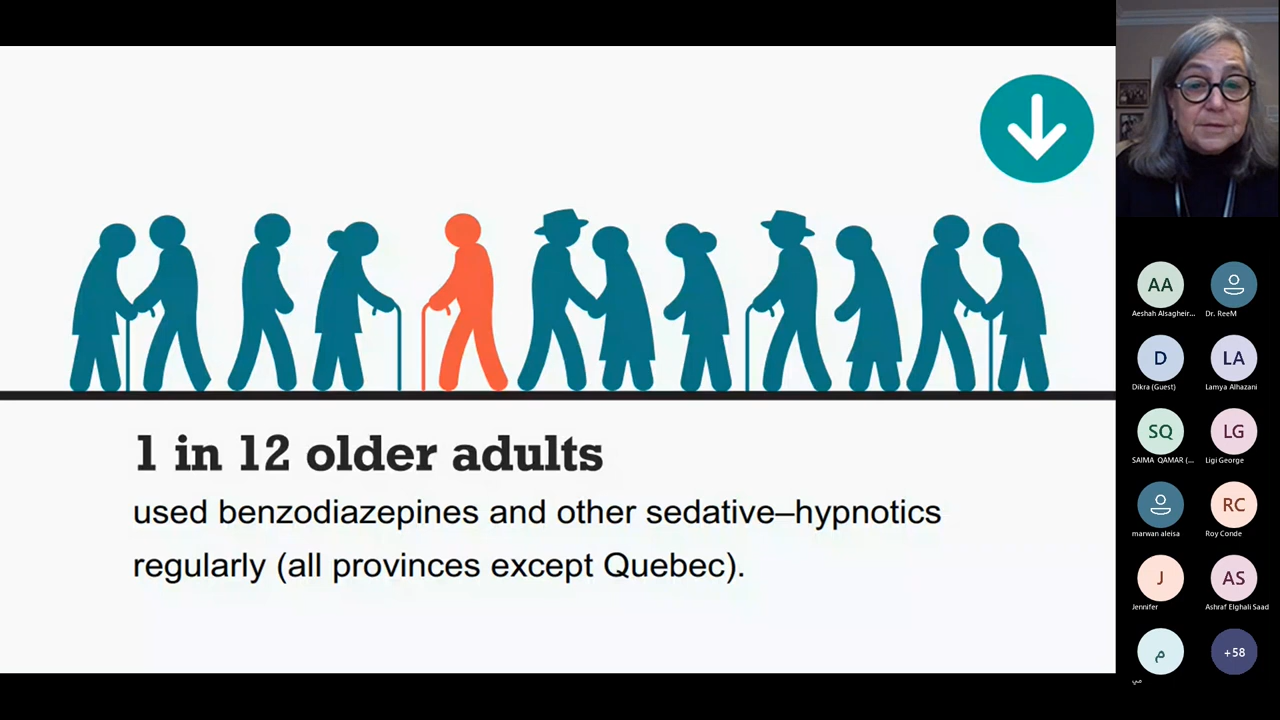 1 in 12 older adults
used benzodiazepines and other sedative–hypnotics
regularly (all provinces except Quebec).
AA
Aeshah Alsagheir...
Dr. ReeM
D
Dikra (Guest)
LA
Lamya Alhazani
SQ
SAIMA QAMAR (...
LG
Ligi George
marwan aleisa
RC
Roy Conde
J
Jennifer
AS
Ashraf Elghali Saad
م
مي
+58